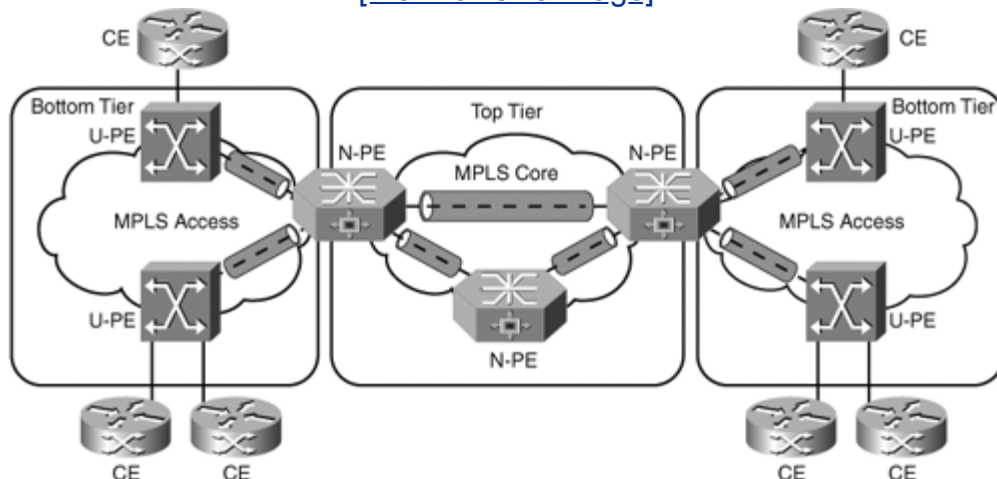 CE
CE
Bottom Tier
U-PE
Top Tier
Bottom Tier
U-PE
N-PE
N-PE
MPLS Core
MPLS Access
MPLS Access
U-PE
U-PE
N-PE
CE
CE
CE
CE